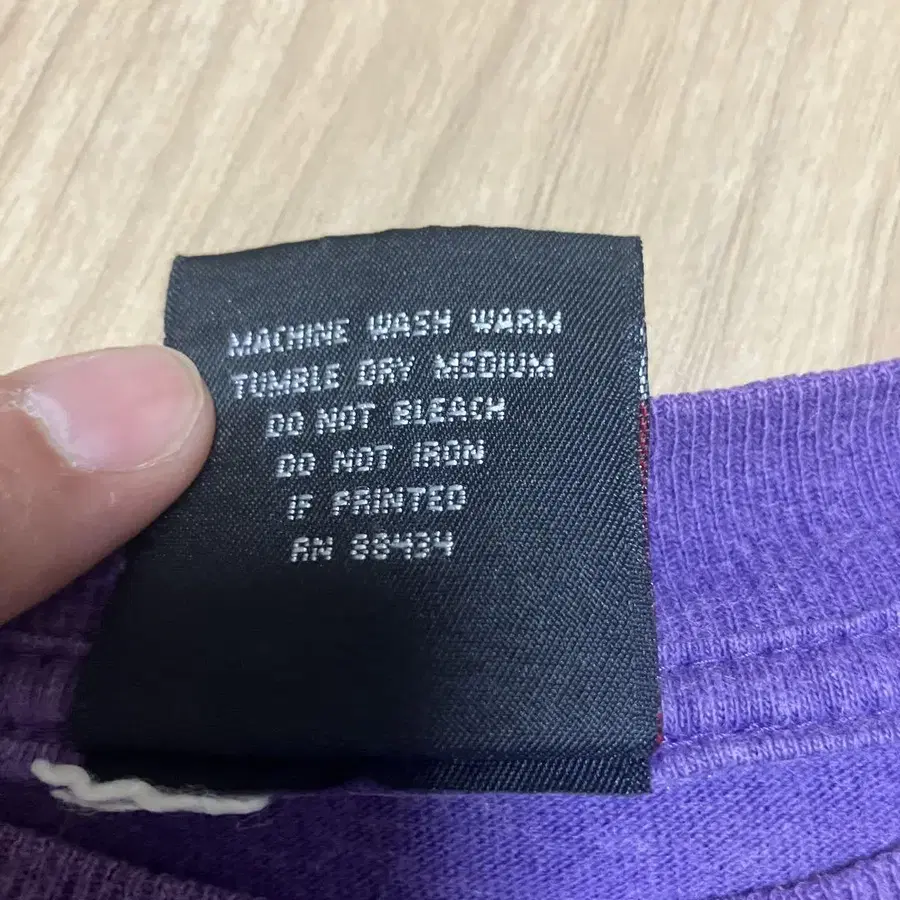 MACHINE WASH WARM
TUMBLE DRY MEDIUM
DO NOT BLEACH
DO NOT IRON
IF PRINTED
RN 88434